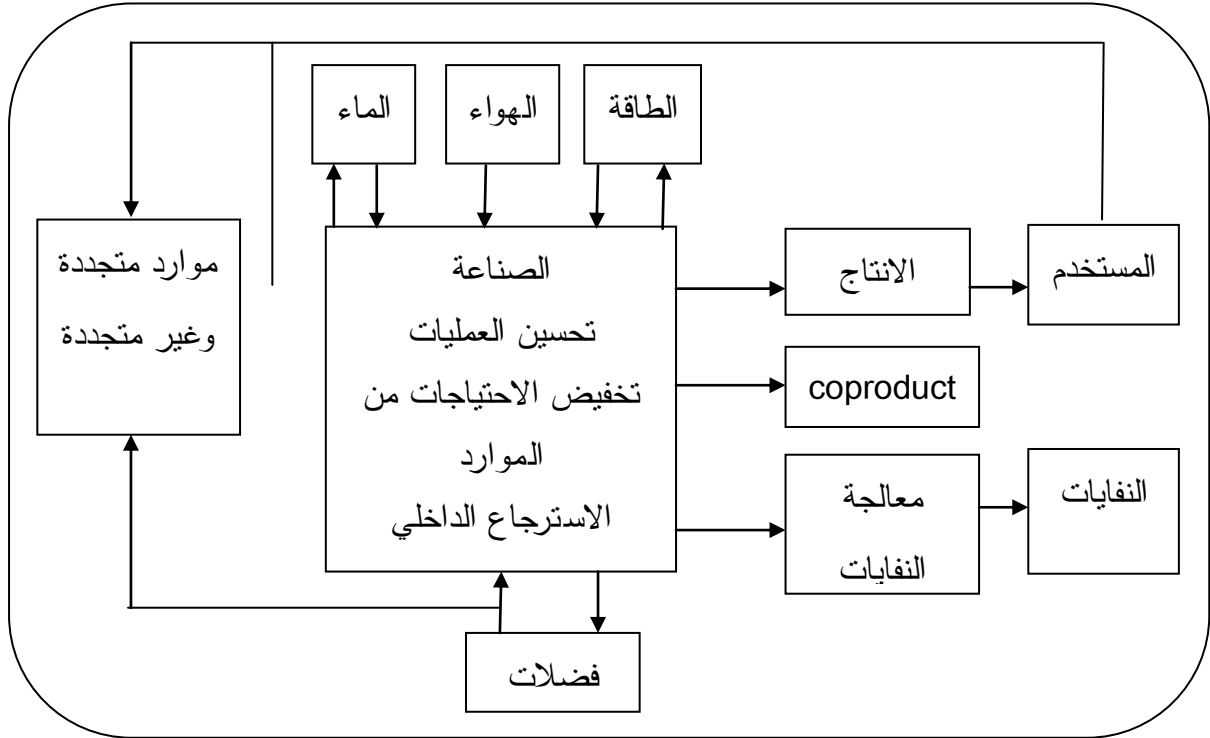 الطاقة
الهواء
الماء
موارد متجددة
وغير متجددة
الصناعة
تحسين العمليات
تخفيض الاحتياجات من
الموارد
الاسترجاع الداخلي
الانتاج
المستخدم
coproduct
معالجة
النفايات
النفايات
فضلات